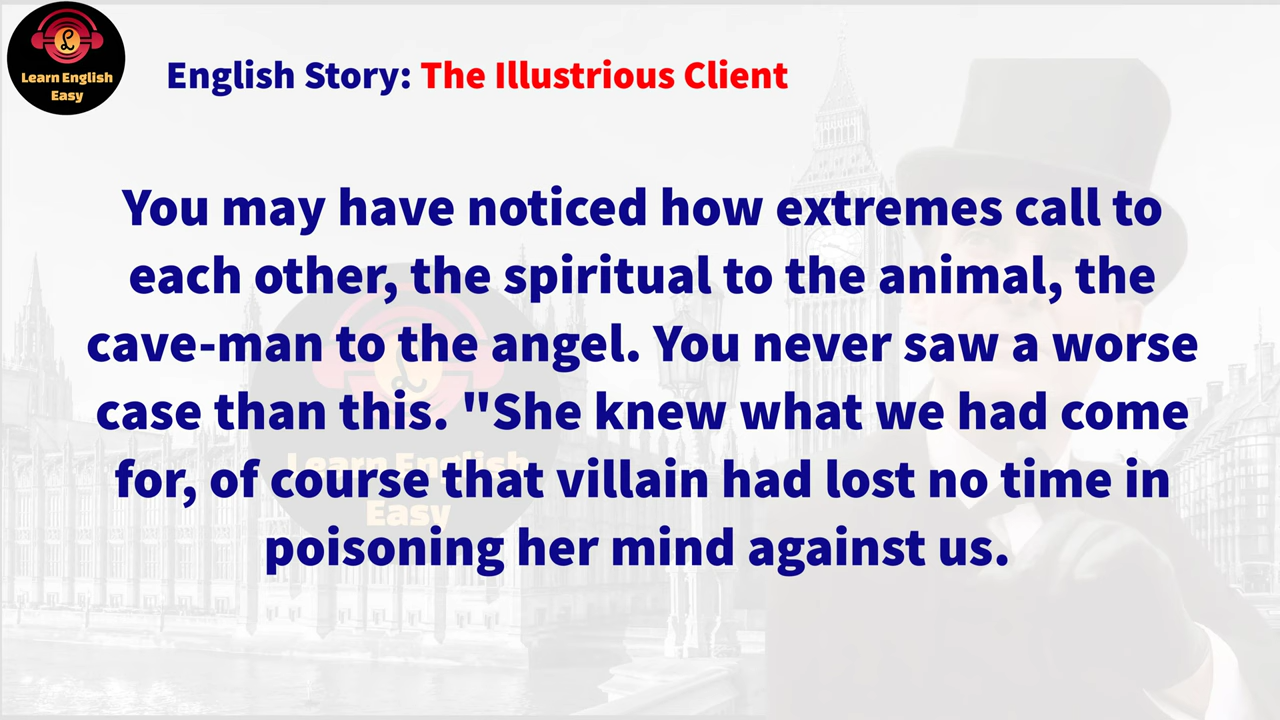 Learn English
Easy
English Story: The Illustrious Client
You may have noticed how extremes call to
each other, the spiritual to the animal, the
cave-man to the angel. You never saw a worse
case than this. "She knew what we had come
for, of course that villain had lost no time in
poisoning her mind against us.
Learn English
Easy